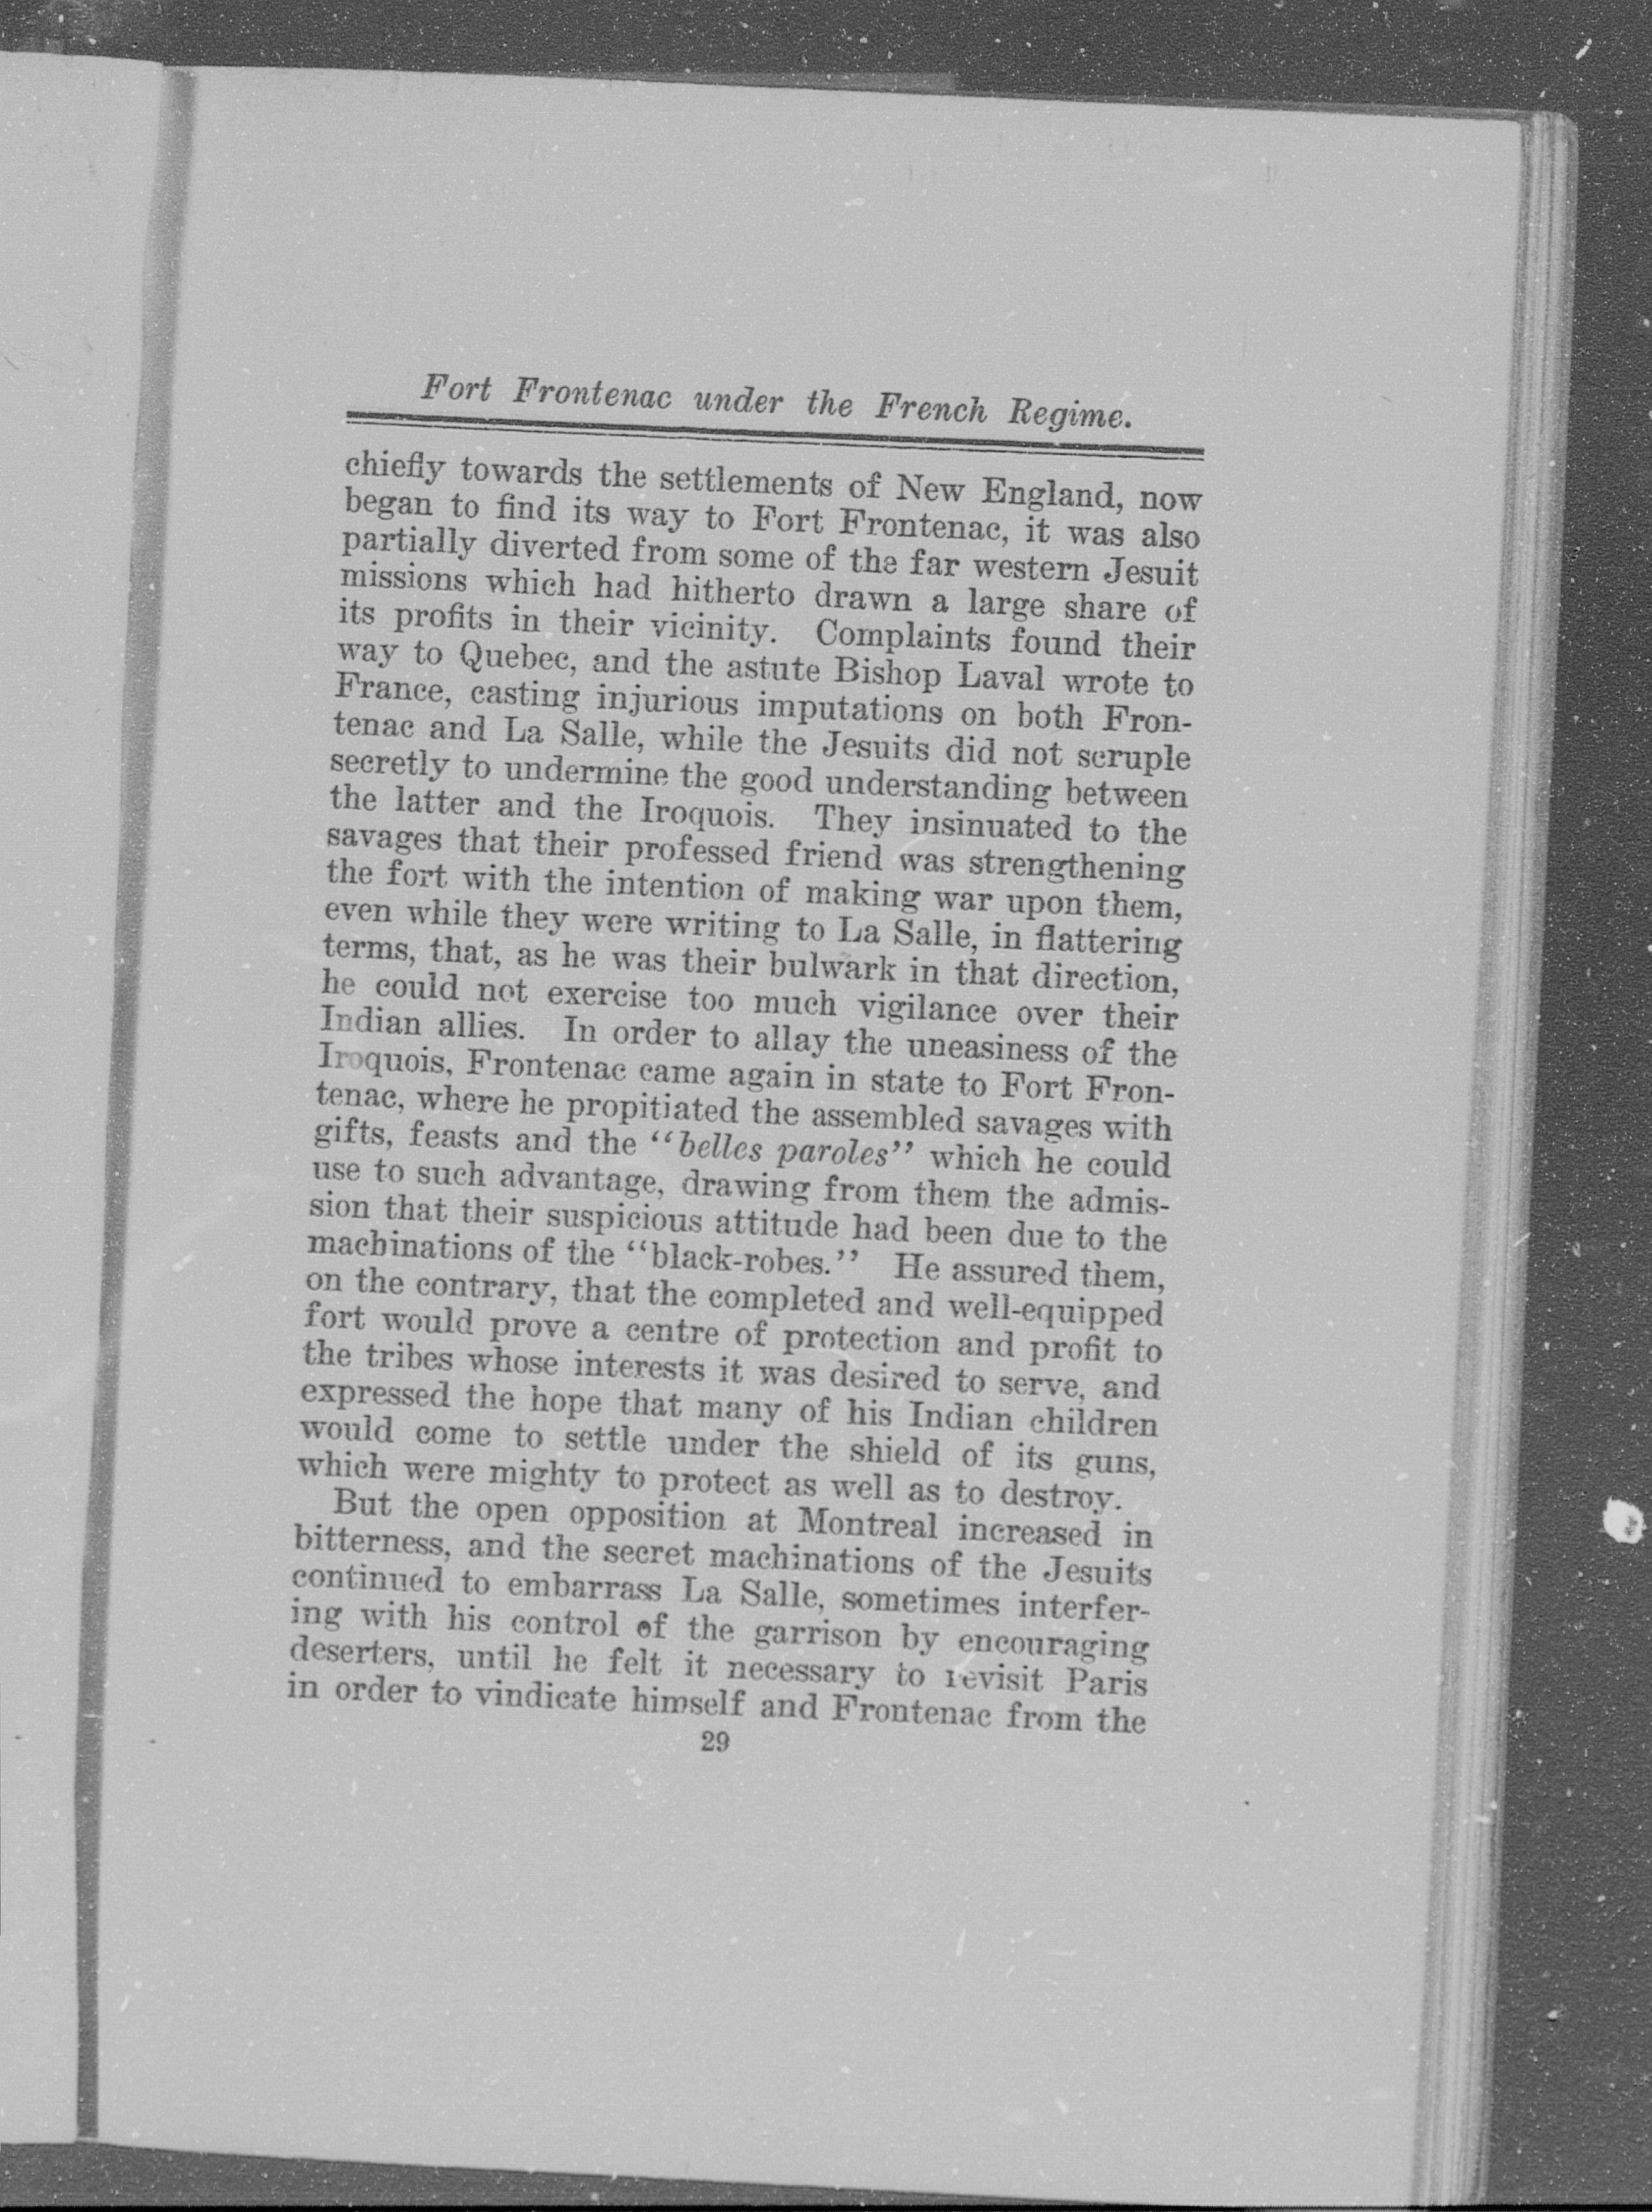 Fort Frontenac under the French Regime.
chiefly towards the settlements of New England, now
began to find its way to Fort Frontenac, it was also
partially diverted from some of the far western Jesuit
missions which had hitherto drawn a large share of
its profits in their vicinity. Complaints found their
way to Quebec, and the astute Bishop Laval wrote to
France, casting injurious imputations on both Fron-
tenac and La Salle, while the Jesuits did not scruple
secretly to undermine the good understanding between
the latter and the Iroquois. They insinuated to the
savages that their professed friend was strengthening
the fort with the intention of making war upon them,
even while they were writing to La Salle, in flattering
terms, that, as he was their bulwark in that direction,
he could not exercise too much vigilance over their
Indian allies. In order to allay the uneasiness of the
Iroquois, Frontenac came again in state to Fort Fron-
tenac, where he propitiated the assembled savages with
gifts, feasts and the "belles paroles" which he could
use to such advantage, drawing from them the admis-
sion that their suspicious attitude had been due to the
machinations of the "black-robes." He assured them,
on the contrary, that the completed and well-equipped
fort would prove a centre of protection and profit to
the tribes whose interests it was desired to serve, and
expressed the hope that many of his Indian children
would come to settle under the shield of its guns,
which were mighty to protect as well as to destroy.
But the open opposition at Montreal increased in
bitterness, and the secret machinations of the Jesuits
continued to embarrass La Salle, sometimes interfer-
ing with his control of the garrison by encouraging
deserters, until he felt it necessary to revisit Paris
in order to vindicate himself and Frontenac from the
29